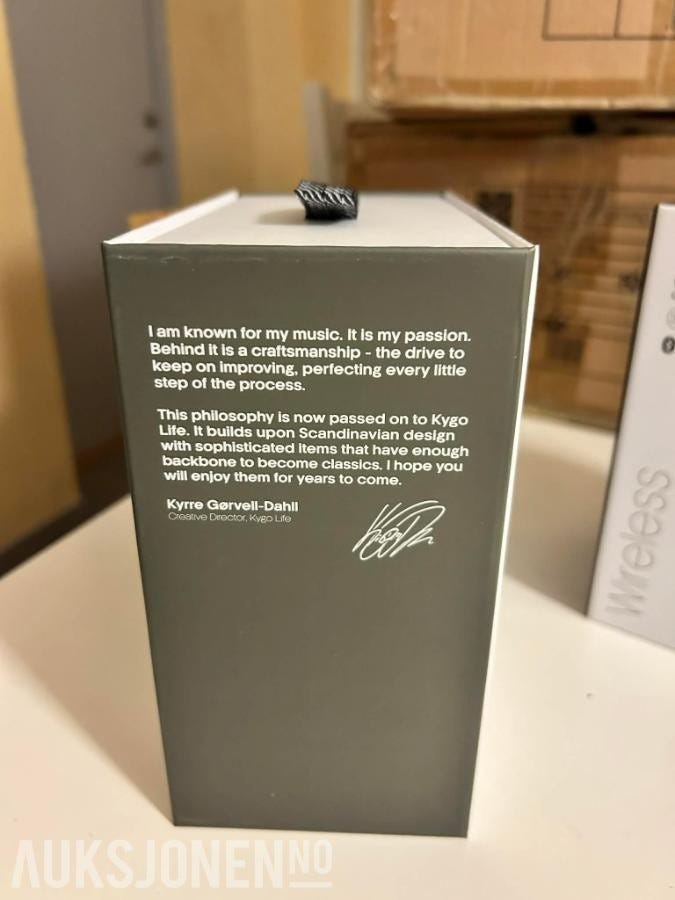 I am known for my music. It is my passion.
Behind it is a craftsmanship - the drive to
keep on improving, perfecting every little
step of the process.
This philosophy is now passed on to Kygo
Life. It builds upon Scandinavian design
with sophisticated items that have enough
backbone to become classics. I hope you
will enjoy them for years to come.
Kyrre Gørvell-Dahll
Creative Director, Kygo Life
Wireless
AUKSJONEN NO